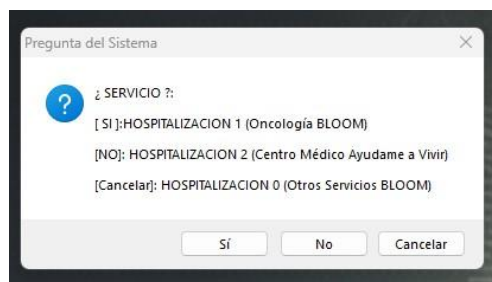 Pregunta del Sistema
¿ SERVICIO ?:
[ SI ]:HOSPITALIZACION 1 (Oncología BLOOM)
[NO]: HOSPITALIZACION 2 (Centro Médico Ayudame a Vivir)
[Cancelar]: HOSPITALIZACION 0 (Otros Servicios BLOOM)
Sí No Cancelar